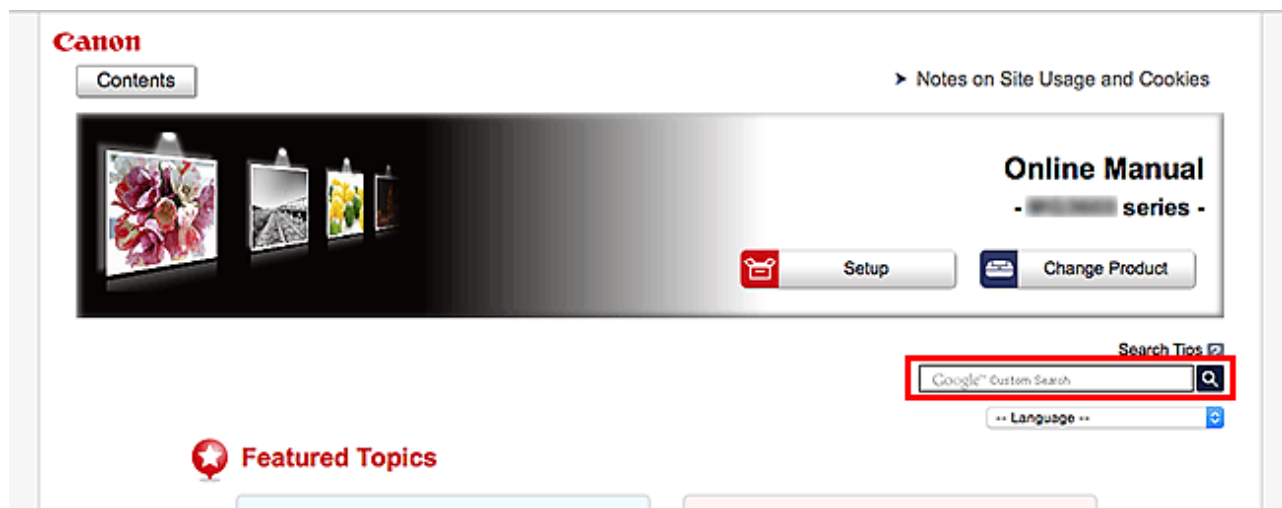 Canon
Contents
Notes on Site Usage and Cookies
Online Manual
- series -
Setup
Change Product
Search Tips
Google™ Custom Search
-- Language --
Featured Topics